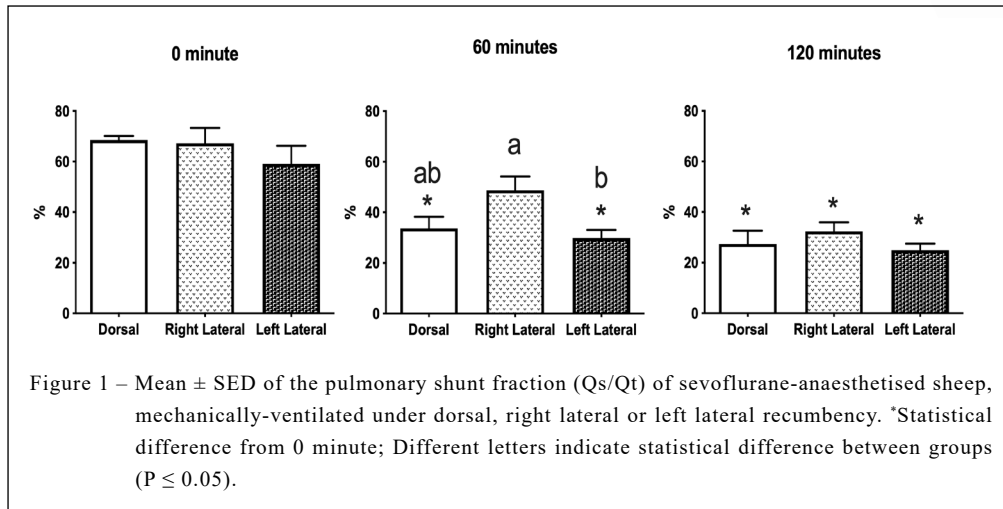 0 minute
60 minutes
120 minutes
80
60
40
20
0
%
Dorsal
Right Lateral
Left Lateral
80
60
40
20
0
%
ab
*
a
b
*
Dorsal
Right Lateral
Left Lateral
80
60
40
20
0
%
*
*
*
Dorsal
Right Lateral
Left Lateral
Figure 1 – Mean ± SED of the pulmonary shunt fraction (Qs/Qt) of sevoflurane-anaesthetised sheep,
mechanically-ventilated under dorsal, right lateral or left lateral recumbency. *Statistical
difference from 0 minute; Different letters indicate statistical difference between groups
(P ≤ 0.05).